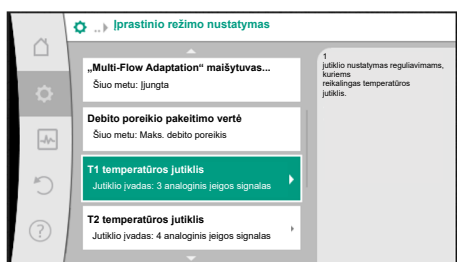 ..▸ Įprastinio režimo nustatymas
„Multi-Flow Adaptation“ maišytuvas...
Šiuo metu: Įjungta
Debito poreikio pakeitimo vertė
Šiuo metu: Maks. debito poreikis
T1 temperatūros jutiklis
Jutiklio įvadas: 3 analoginis įeigos signalas
T2 temperatūros jutiklis
Jutiklio įvadas: 4 analoginis įeigos signalas
1
jutiklio nustatymas reguliavimams,
kuriems
reikalingas temperatūros
jutiklis.